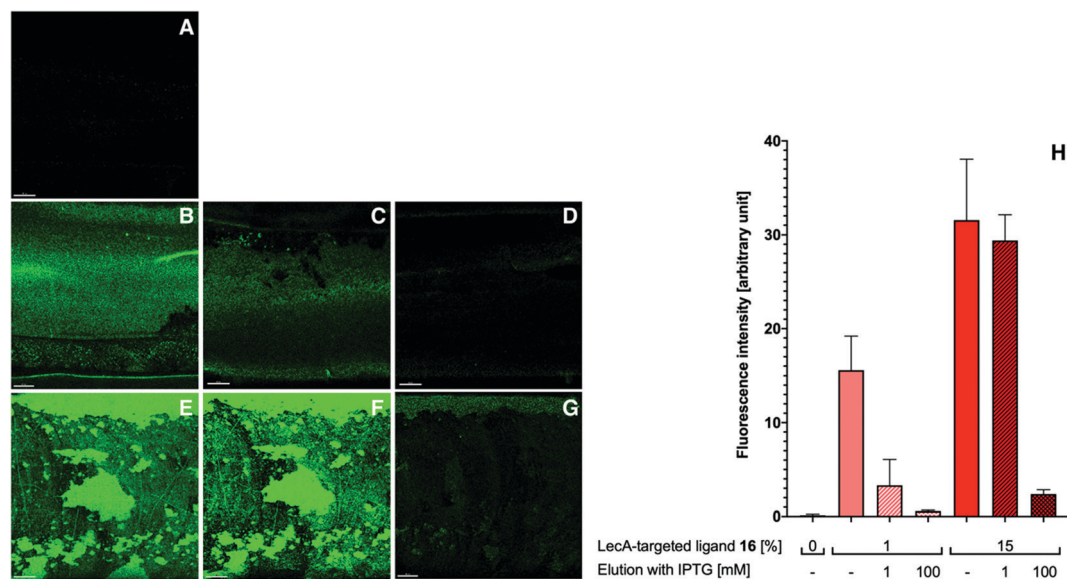 A
B
C
D
E
F
G
H
Fluorescence intensity [arbitrary unit]
40
30
20
10
0
LecA-targeted ligand 16 [%]
0
1
15
Elution with IPTG [mM]
-
-
1
100
-
1
100